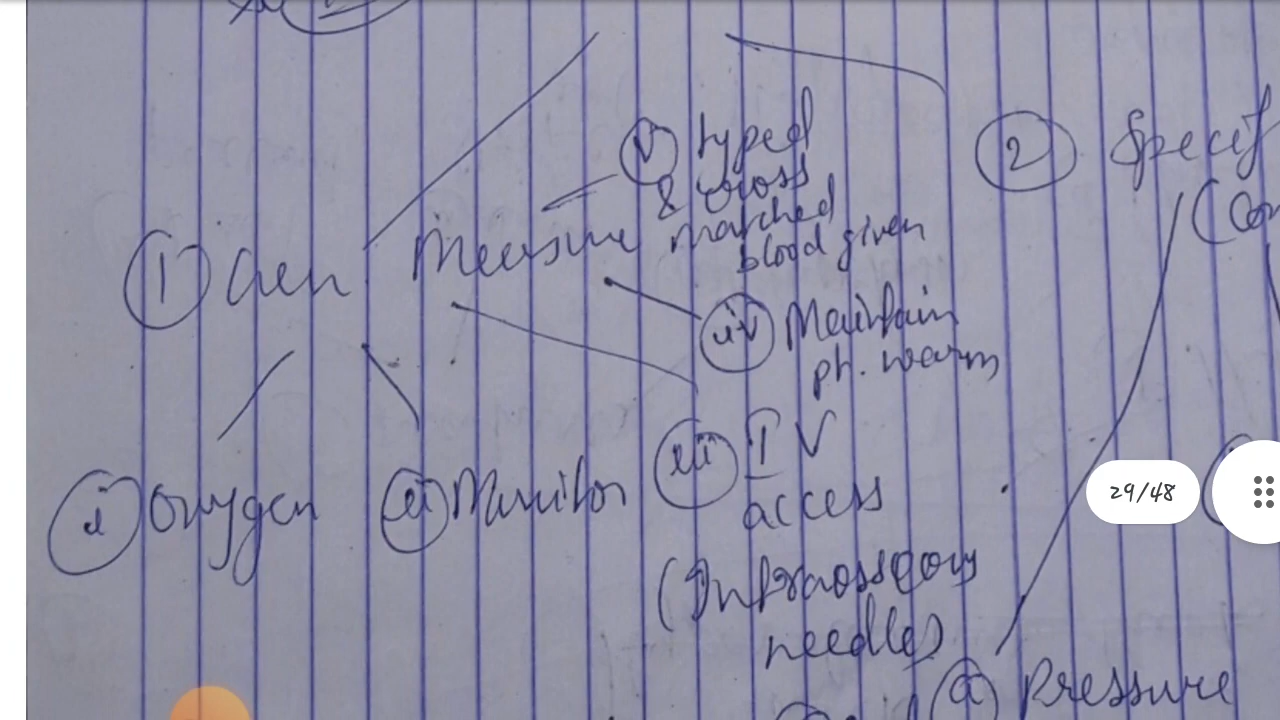 1 Gen Measure
i Oxygen
ii Monitor
iii IV
access
(Intraosseous
needles)
iv Maintain
pt. warm
v typed
& cross
matched
blood given
2 Specif
(Con
a Pressure
29/48